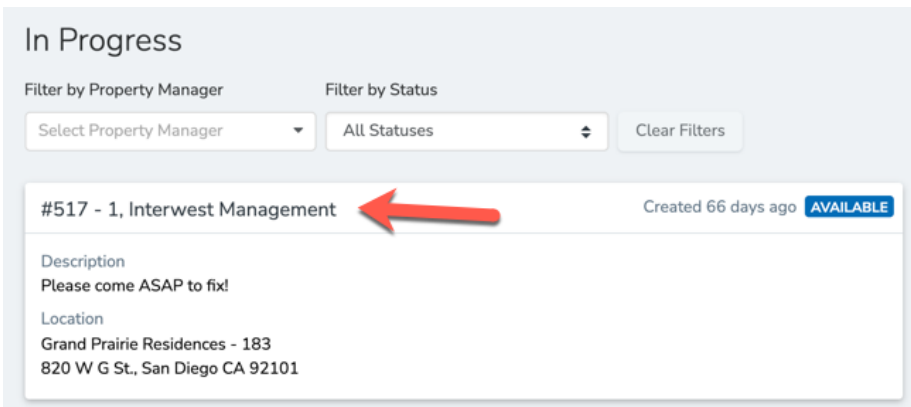 In Progress
Filter by Property Manager Filter by Status
Select Property Manager All Statuses Clear Filters
#517 - 1, Interwest Management Created 66 days ago AVAILABLE
Description
Please come ASAP to fix!
Location
Grand Prairie Residences - 183
820 W G St., San Diego CA 92101